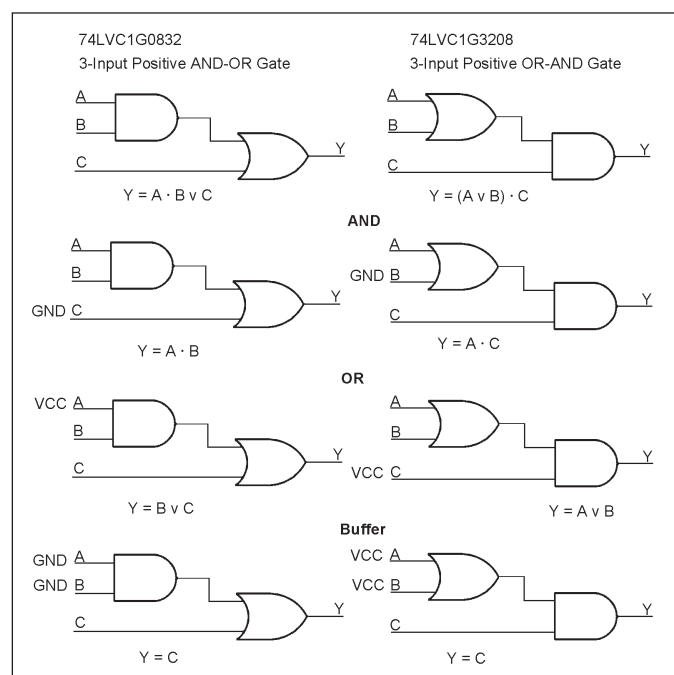 74LVC1G0832
3-Input Positive AND-OR Gate
A
B
C
Y
Y = A · B v C
74LVC1G3208
3-Input Positive OR-AND Gate
A
B
C
Y
Y = (A v B) · C
AND
A
B
GND C
Y
Y = A · B
A
GND B
C
Y
Y = A · C
OR
VCC A
B
C
Y
Y = B v C
A
B
VCC C
Y
Y = A v B
Buffer
GND A
GND B
C
Y
Y = C
VCC A
VCC B
C
Y
Y = C